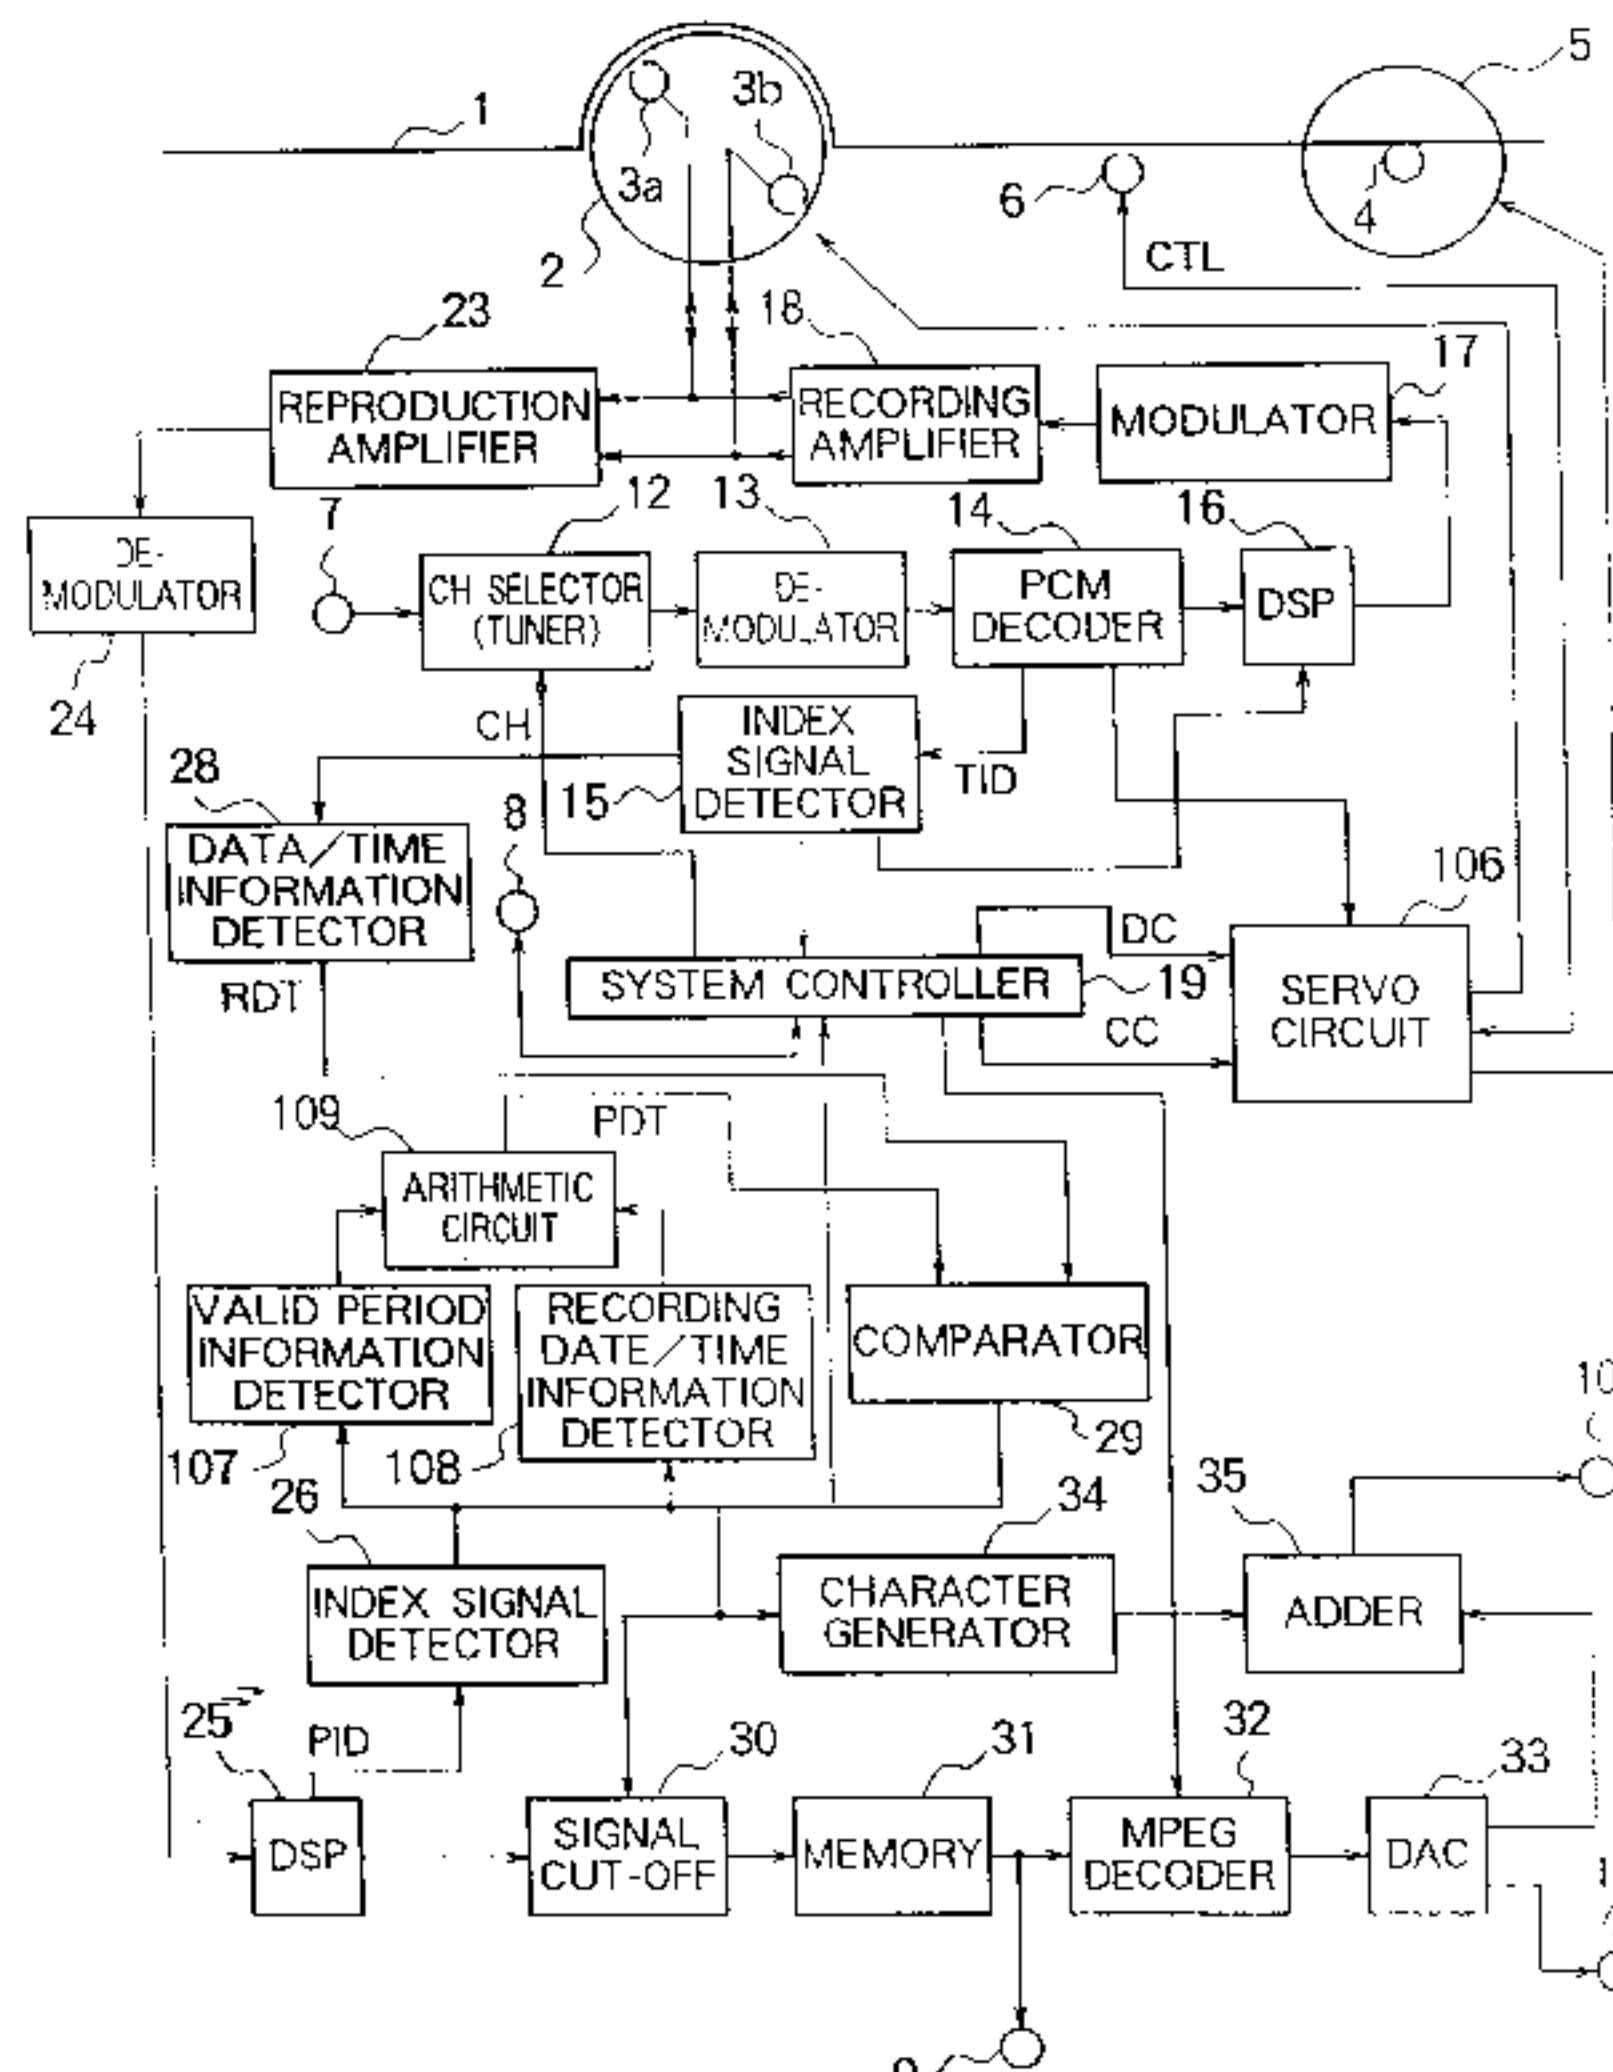 5
1
3b
3a
6
4
2
CTL
23
18
17
REPRODUCTION
AMPLIFIER
RECORDING
AMPLIFIER
MODULATOR
7
12
13
14
16
DE-
MODULATOR
CH SELECTOR
(TUNER)
DE-
MODULATOR
PCM
DECODER
DSP
24
CH
INDEX
SIGNAL
DETECTOR
TID
28
15
8
DATA/TIME
INFORMATION
DETECTOR
106
DC
RDT
SYSTEM CONTROLLER
19
SERVO
CIRCUIT
CC
109
PDT
ARITHMETIC
CIRCUIT
VALID PERIOD
INFORMATION
DETECTOR
RECORDING
DATE/TIME
INFORMATION
DETECTOR
COMPARATOR
10
107
108
29
26
34
35
INDEX SIGNAL
DETECTOR
CHARACTER
GENERATOR
ADDER
25
PID
30
31
32
33
DSP
SIGNAL
CUT-OFF
MEMORY
MPEG
DECODER
DAC